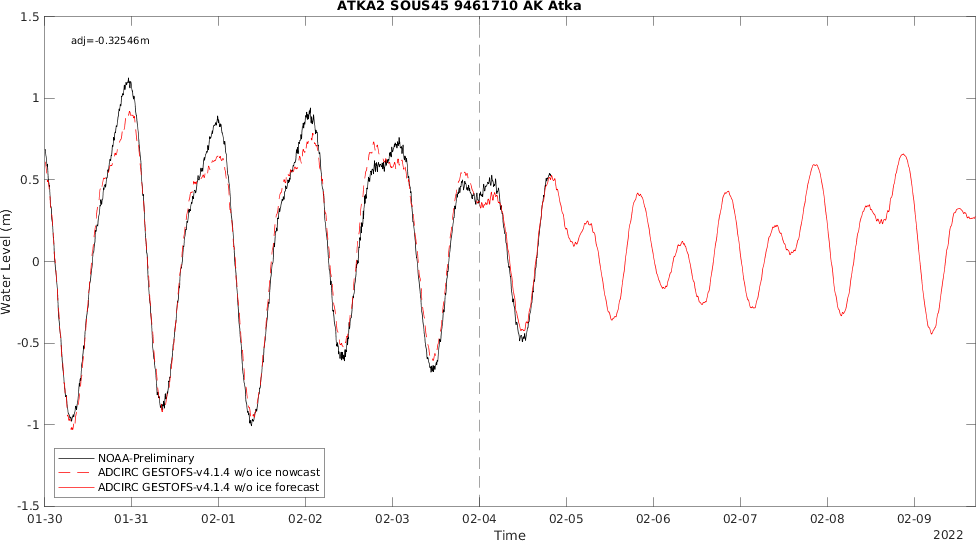 ATKA2 SOUS45 9461710 AK Atka
adj=-0.32546m
1.5
1
0.5
0
-0.5
-1
-1.5
Water Level (m)
NOAA-Preliminary
ADCIRC GESTOFS-v4.1.4 w/o ice nowcast
ADCIRC GESTOFS-v4.1.4 w/o ice forecast
01-30 01-31 02-01 02-02 02-03 02-04 02-05 02-06 02-07 02-08 02-09
Time
2022